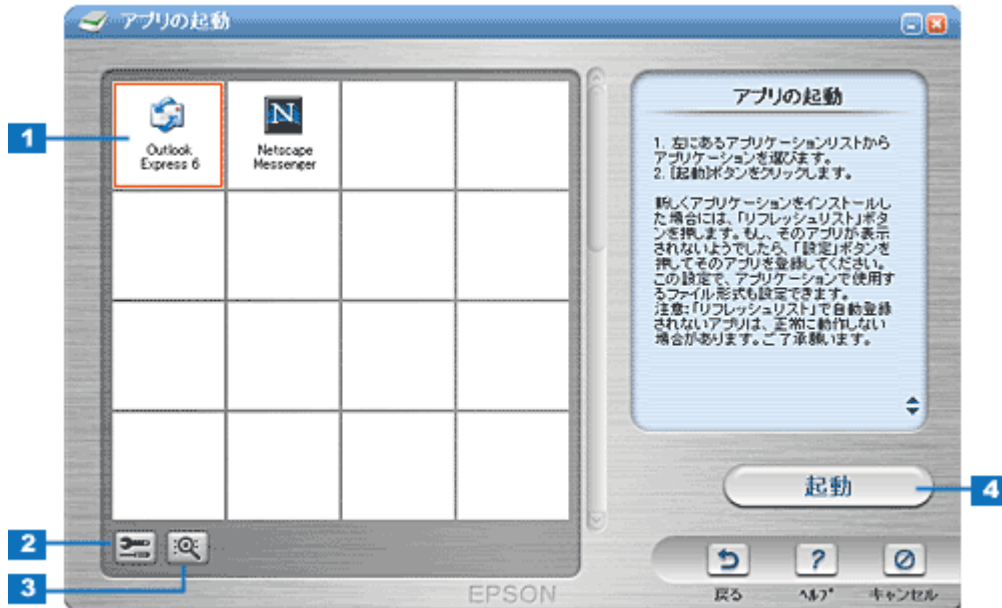 アプリの起動
1
Outlook
Express 6
Netscape
Messenger
アプリの起動
1. 左にあるアプリケーションリストから
アプリケーションを選びます。
2. [起動]ボタンをクリックします。
新しくアプリケーションをインストールし
た場合には、「リフレッシュリスト」ボタ
ンを押します。もし、そのアプリが表示
されないようでしたら、「設定」ボタンを
押してそのアプリを登録してください。
この設定で、アプリケーションで使用す
るファイル形式も設定できます。
注意:「リフレッシュリスト」で自動登録
されないアプリは、正常に動作しない
場合があります。ご了承願います。
起動
4
2
3
EPSON
戻る
ヘルプ
キャンセル